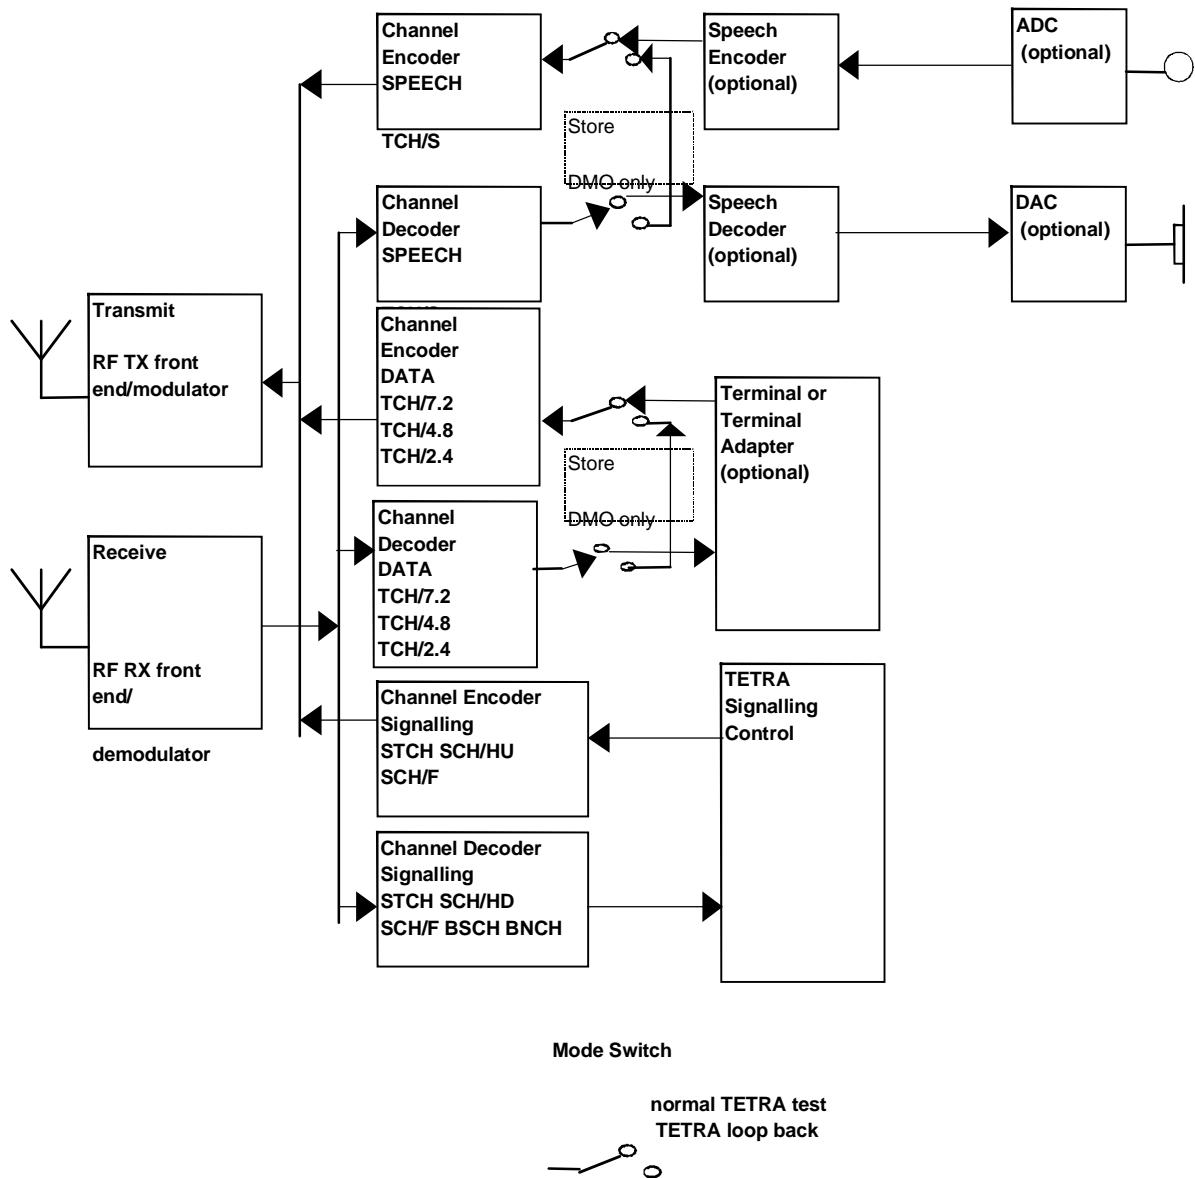 Channel
Encoder
SPEECH
TCH/S
Speech
Encoder
(optional)
ADC
(optional)
Store
DMO only
Channel
Decoder
SPEECH
Speech
Decoder
(optional)
DAC
(optional)
Transmit
RF TX front
end/modulator
Channel
Encoder
DATA
TCH/7.2
TCH/4.8
TCH/2.4
Terminal or
Terminal
Adapter
(optional)
Store
DMO only
Receive
RF RX front
end/
demodulator
Channel
Decoder
DATA
TCH/7.2
TCH/4.8
TCH/2.4
Channel Encoder
Signalling
STCH SCH/HU
SCH/F
TETRA
Signalling
Control
Channel Decoder
Signalling
STCH SCH/HD
SCH/F BSCH BNCH
Mode Switch
normal TETRA test
TETRA loop back